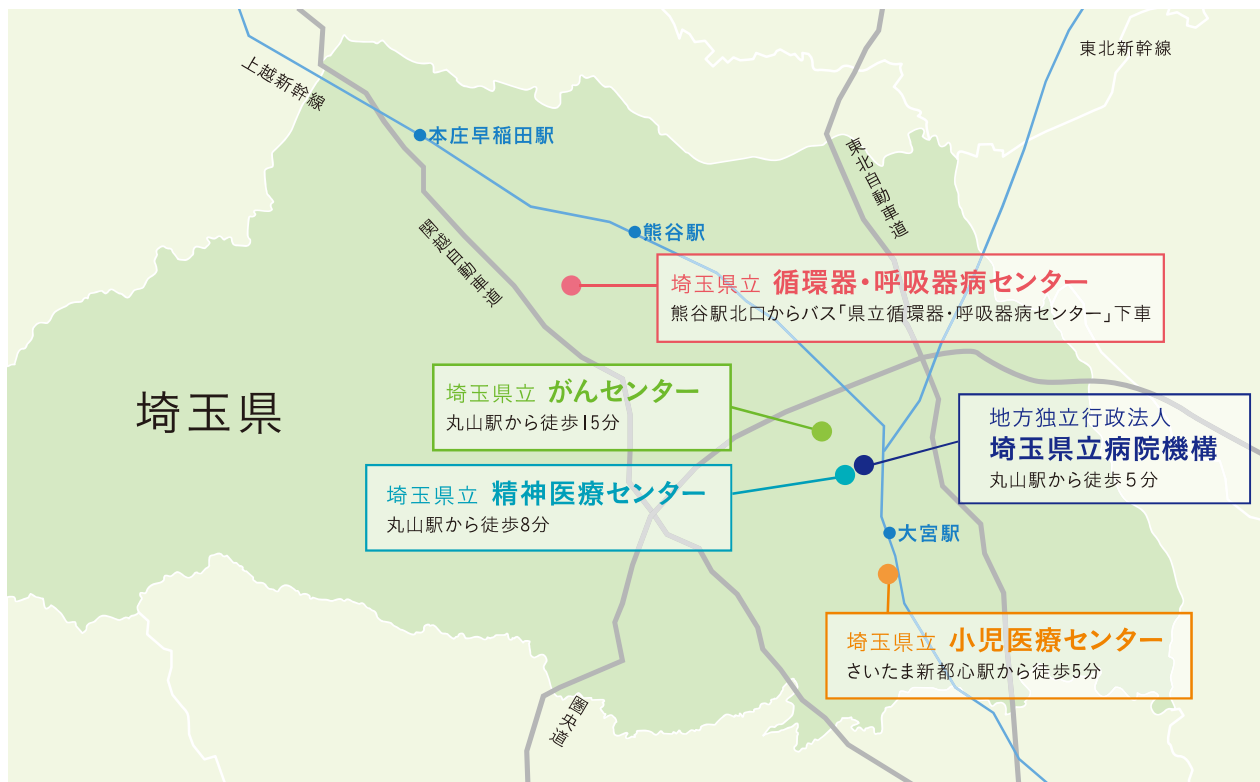 東北新幹線
上越新幹線
本庄早稲田駅
東北自動車道
熊谷駅
関越自動車道
埼玉県立 循環器・呼吸器病センター
熊谷駅北口からバス「県立循環器・呼吸器病センター」下車
埼玉県
埼玉県立 がんセンター
丸山駅から徒歩15分
地方独立行政法人
埼玉県立病院機構
丸山駅から徒歩5分
埼玉県立 精神医療センター
丸山駅から徒歩8分
大宮駅
埼玉県立 小児医療センター
さいたま新都心駅から徒歩5分
圏央道